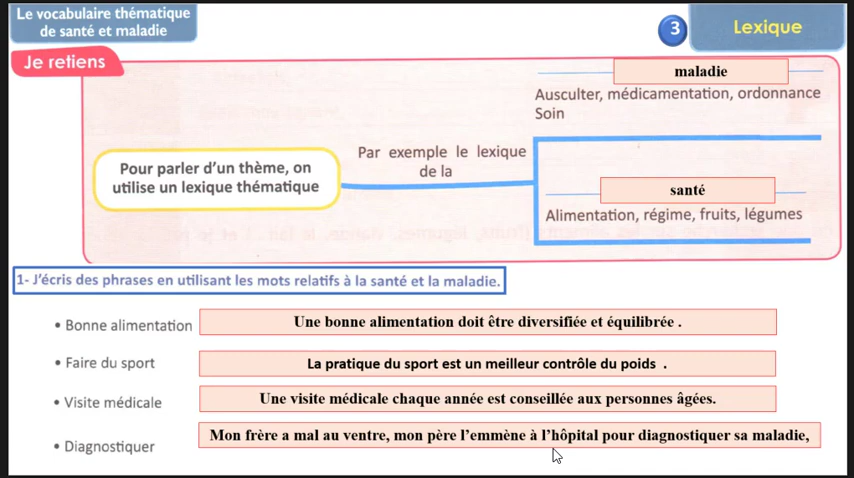 Le vocabulaire thématique
de santé et maladie
3
Lexique
Je retiens
maladie
Ausculter, médicamentation, ordonnance
Soin
Pour parler d'un thème, on
utilise un lexique thématique
Par exemple le lexique
de la
santé
Alimentation, régime, fruits, légumes
1- J'écris des phrases en utilisant les mots relatifs à la santé et la maladie.
• Bonne alimentation
Une bonne alimentation doit être diversifiée et équilibrée .
• Faire du sport
La pratique du sport est un meilleur contrôle du poids .
• Visite médicale
Une visite médicale chaque année est conseillée aux personnes âgées.
• Diagnostiquer
Mon frère a mal au ventre, mon père l'emmène à l'hôpital pour diagnostiquer sa maladie,